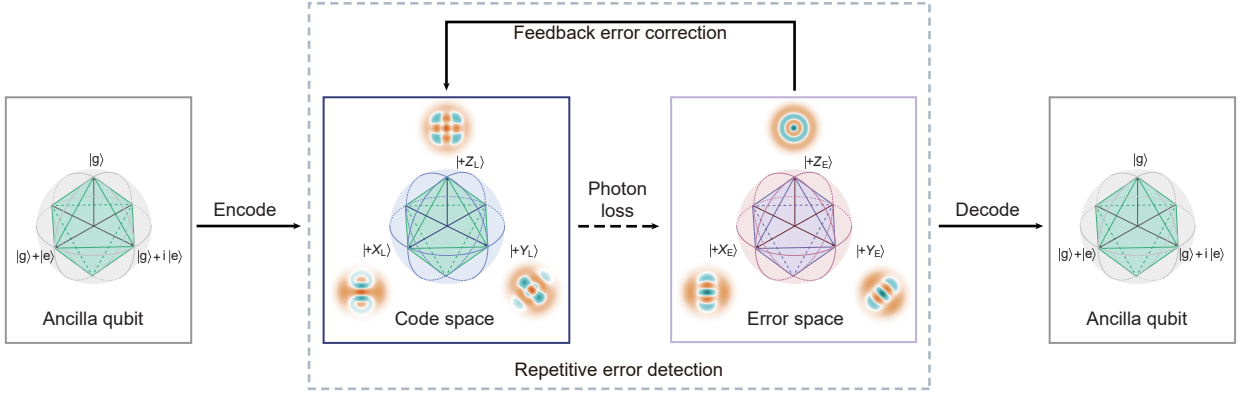 Feedback error correction
|g⟩
|g⟩+|e⟩
|g⟩+i|e⟩
Ancilla qubit
Encode
|+Z_L⟩
|+X_L⟩
|+Y_L⟩
Code space
Photon
loss
|+Z_E⟩
|+X_E⟩
|+Y_E⟩
Error space
Decode
|g⟩
|g⟩+|e⟩
|g⟩+i|e⟩
Ancilla qubit
Repetitive error detection